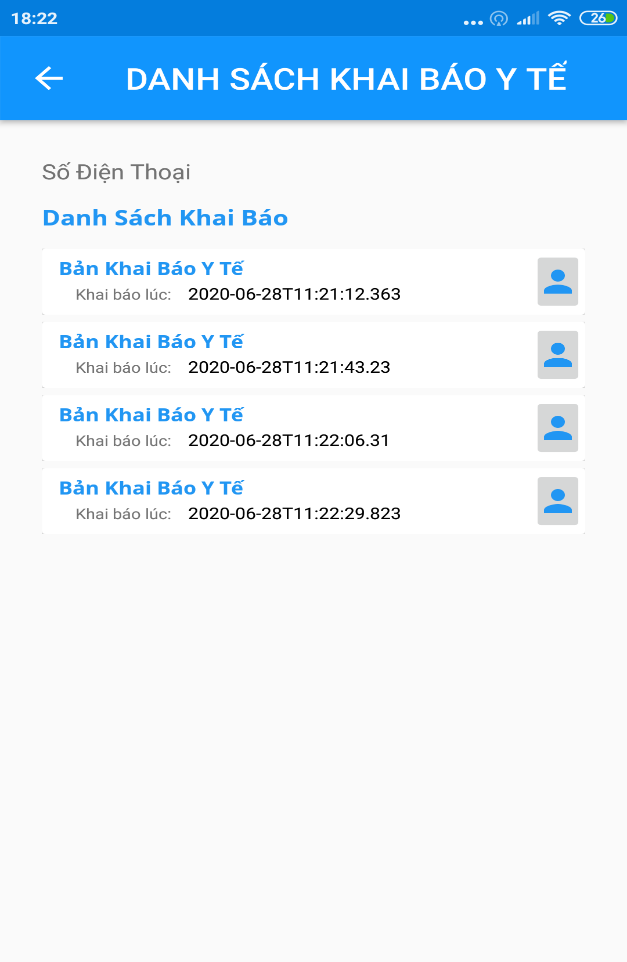 18:22
26
DANH SÁCH KHAI BÁO Y TẾ
Số Điện Thoại
Danh Sách Khai Báo
Bản Khai Báo Y Tế
Khai báo lúc: 2020-06-28T11:21:12.363
Bản Khai Báo Y Tế
Khai báo lúc: 2020-06-28T11:21:43.23
Bản Khai Báo Y Tế
Khai báo lúc: 2020-06-28T11:22:06.31
Bản Khai Báo Y Tế
Khai báo lúc: 2020-06-28T11:22:29.823